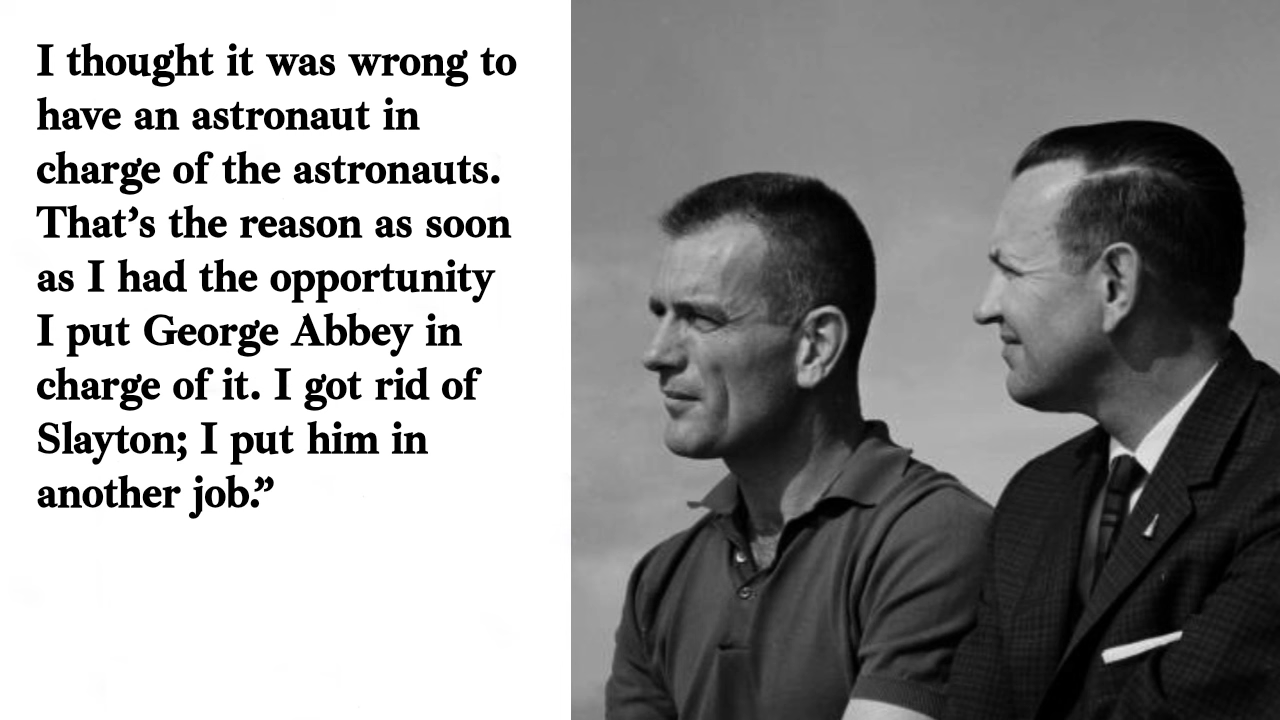 I thought it was wrong to
have an astronaut in
charge of the astronauts.
That’s the reason as soon
as I had the opportunity
I put George Abbey in
charge of it. I got rid of
Slayton; I put him in
another job.”